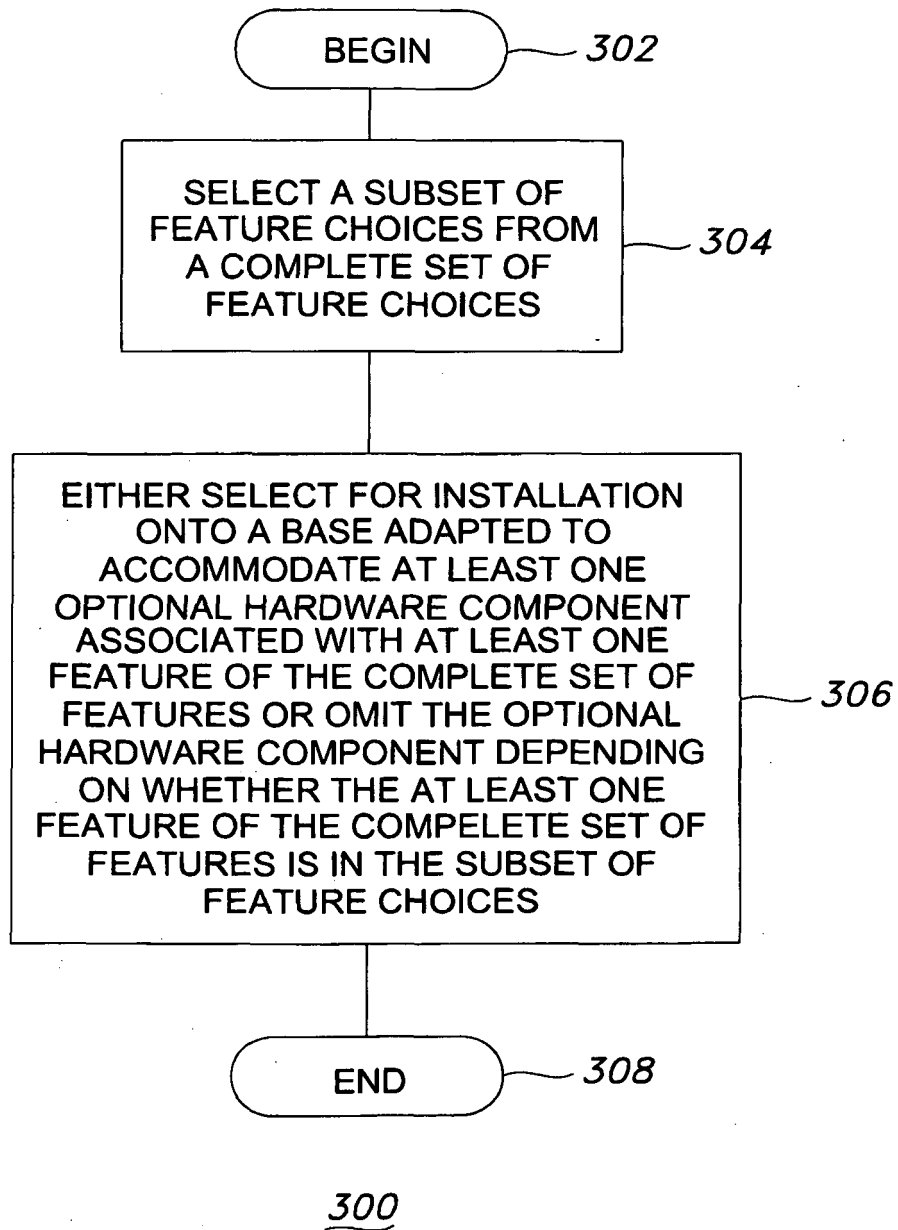 BEGIN
302
SELECT A SUBSET OF
FEATURE CHOICES FROM
A COMPLETE SET OF
FEATURE CHOICES
304
EITHER SELECT FOR INSTALLATION
ONTO A BASE ADAPTED TO
ACCOMMODATE AT LEAST ONE
OPTIONAL HARDWARE COMPONENT
ASSOCIATED WITH AT LEAST ONE
FEATURE OF THE COMPLETE SET OF
FEATURES OR OMIT THE OPTIONAL
HARDWARE COMPONENT DEPENDING
ON WHETHER THE AT LEAST ONE
FEATURE OF THE COMPELETE SET OF
FEATURES IS IN THE SUBSET OF
FEATURE CHOICES
306
END
308
300